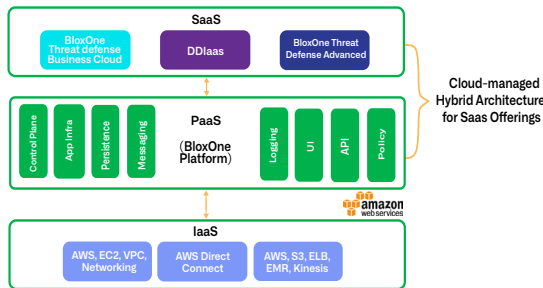 SaaS
BloxOne
Threat defense
Business Cloud
DDIaas
BloxOne Threat
Defense Advanced
Cloud-managed
Hybrid Architecture
for Saas Offerings
Control Plane
App Infra
Persistence
Messaging
PaaS
(BloxOne
Platform)
Logging
UI
API
Policy
amazon
web services
IaaS
AWS, EC2, VPC,
Networking
AWS Direct
Connect
AWS, S3, ELB,
EMR, Kinesis